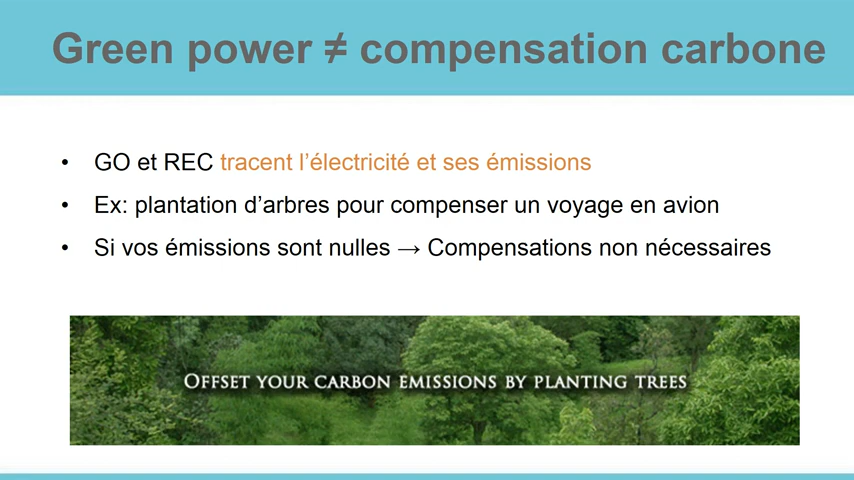 Green power ≠ compensation carbone
• GO et REC tracent l’électricité et ses émissions
• Ex: plantation d’arbres pour compenser un voyage en avion
• Si vos émissions sont nulles → Compensations non nécessaires
OFFSET YOUR CARBON EMISSIONS BY PLANTING TREES